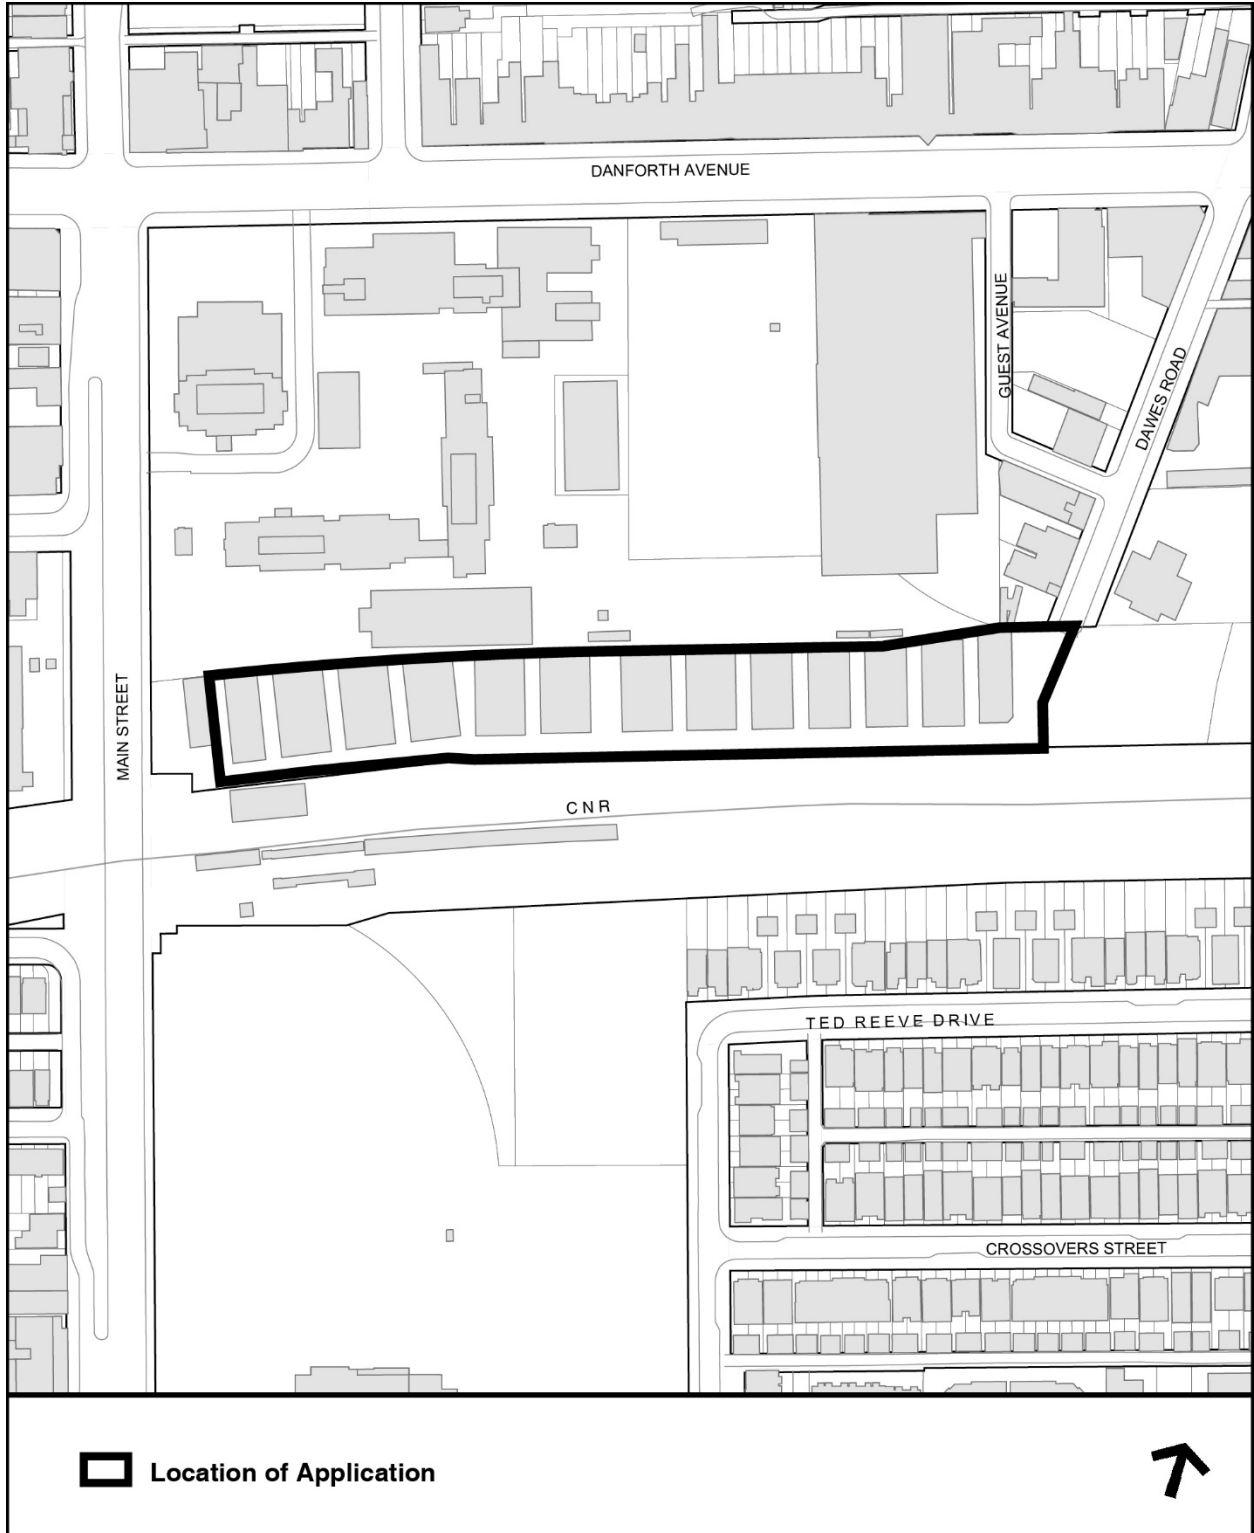 DANFORTH AVENUE
GUEST AVENUE
DAWES ROAD
MAIN STREET
CNR
TED REEVE DRIVE
CROSSOVERS STREET
Location of Application